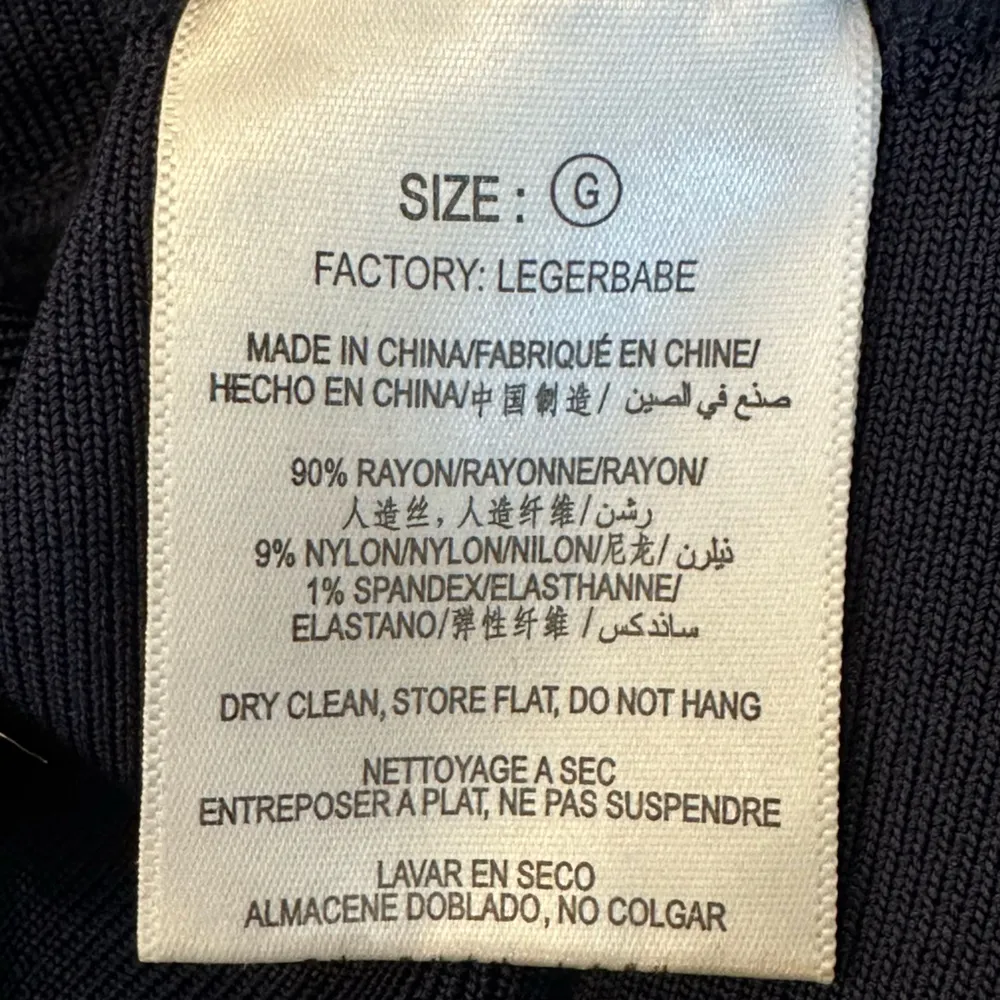 SIZE : G
FACTORY: LEGERBABE
MADE IN CHINA/FABRIQUÉ EN CHINE/
HECHO EN CHINA/中国制造/ صنع في الصين
90% RAYON/RAYONNE/RAYON/
人造丝, 人造纤维/رشن
9% NYLON/NYLON/NILON/尼龙/ نيلرن
1% SPANDEX/ELASTHANNE/
ELASTANO/弹性纤维 /ساندكس
DRY CLEAN, STORE FLAT, DO NOT HANG
NETTOYAGE A SEC
ENTREPOSER A PLAT, NE PAS SUSPENDRE
LAVAR EN SECO
ALMACENE DOBLADO, NO COLGAR